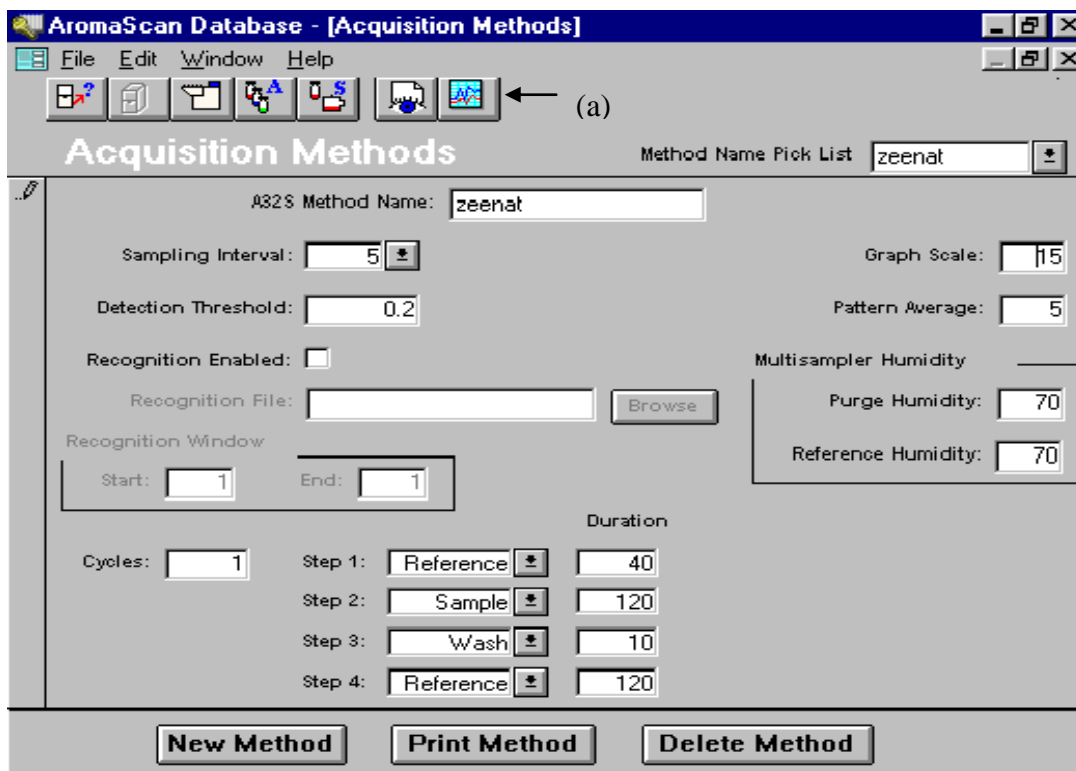 AromaScan Database - [Acquisition Methods]
File Edit Window Help
(a)
Acquisition Methods
Method Name Pick List zeenat
A32S Method Name: zeenat
Sampling Interval: 5
Graph Scale: 15
Detection Threshold: 0.2
Pattern Average: 5
Recognition Enabled:
Multisampler Humidity
Recognition File: Browse
Purge Humidity: 70
Recognition Window
Reference Humidity: 70
Start: 1 End: 1
Duration
Cycles: 1 Step 1: Reference 40
Step 2: Sample 120
Step 3: Wash 10
Step 4: Reference 120
New Method Print Method Delete Method